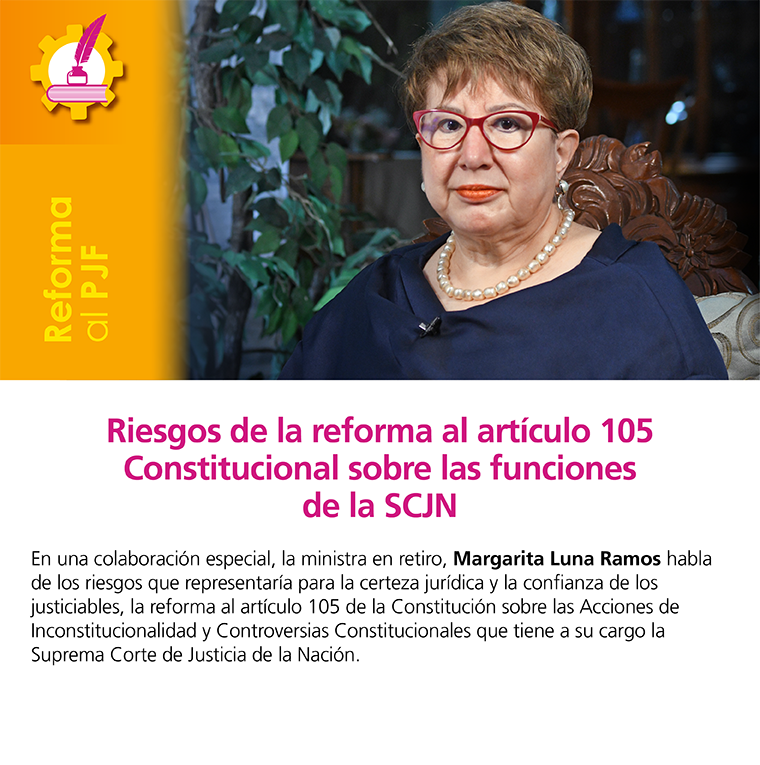 Reforma
al PJF
Riesgos de la reforma al artículo 105
Constitucional sobre las funciones
de la SCJN
En una colaboración especial, la ministra en retiro, Margarita Luna Ramos habla
de los riesgos que representaría para la certeza jurídica y la confianza de los
justiciables, la reforma al artículo 105 de la Constitución sobre las Acciones de
Inconstitucionalidad y Controversias Constitucionales que tiene a su cargo la
Suprema Corte de Justicia de la Nación.